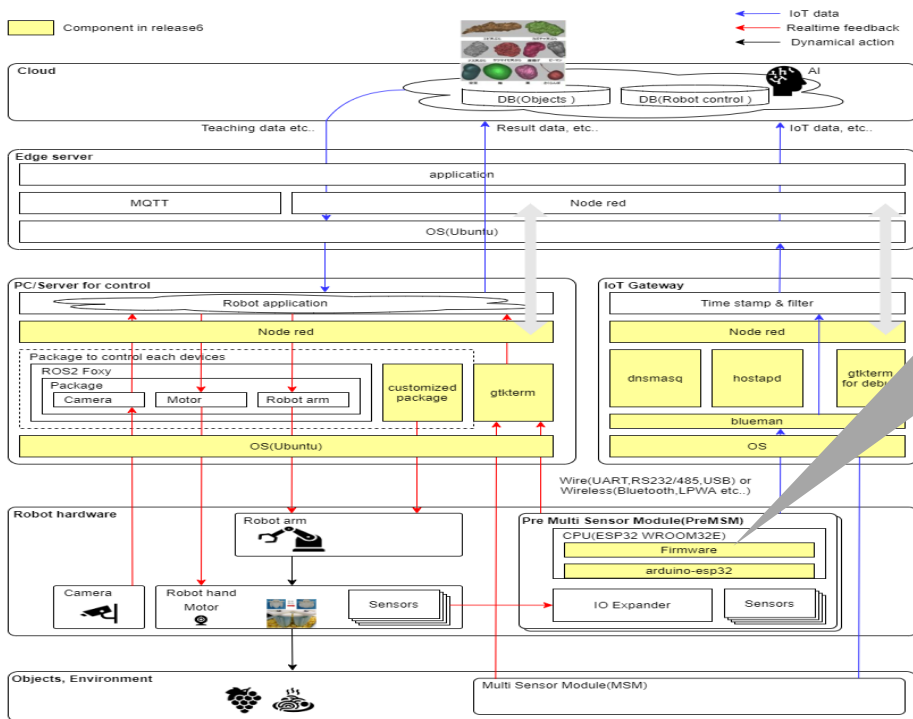 Component in release6
IoT data
Realtime feedback
Dynamical action
Cloud
AI
DB(Objects )
DB(Robot control )
Teaching data etc..
Result data, etc..
IoT data, etc..
Edge server
application
MQTT
Node red
OS(Ubuntu)
PC/Server for control
Robot application
Node red
Package to control each devices
ROS2 Foxy
Package
Camera
Motor
Robot arm
customized
package
gtkterm
OS(Ubuntu)
IoT Gateway
Time stamp & filter
Node red
dnsmasq
hostapd
gtkterm
for debug
blueman
OS
Wire(UART,RS232/485,USB) or
Wireless(Bluetooth,LPWA etc..)
Robot hardware
Robot arm
Camera
Robot hand
Motor
Sensors
Pre Multi Sensor Module(PreMSM)
CPU(ESP32 WROOM32E)
Firmware
arduino-esp32
IO Expander
Sensors
Objects, Environment
Multi Sensor Module(MSM)